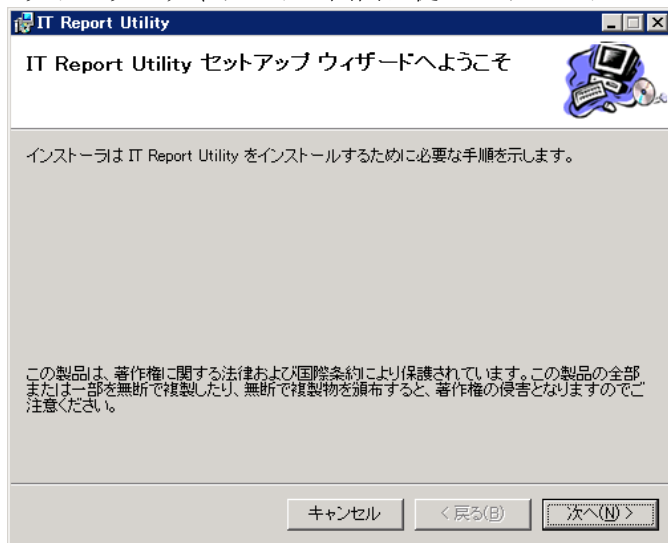 IT Report Utility
IT Report Utility セットアップ ウィザードへようこそ
インストーラは IT Report Utility をインストールするために必要な手順を示します。
この製品は、著作権に関する法律および国際条約により保護されています。この製品の全部
または一部を無断で複製したり、無断で複製物を頒布すると、著作権の侵害となりますのでご
注意ください。
キャンセル
< 戻る(B)
次へ(N) >